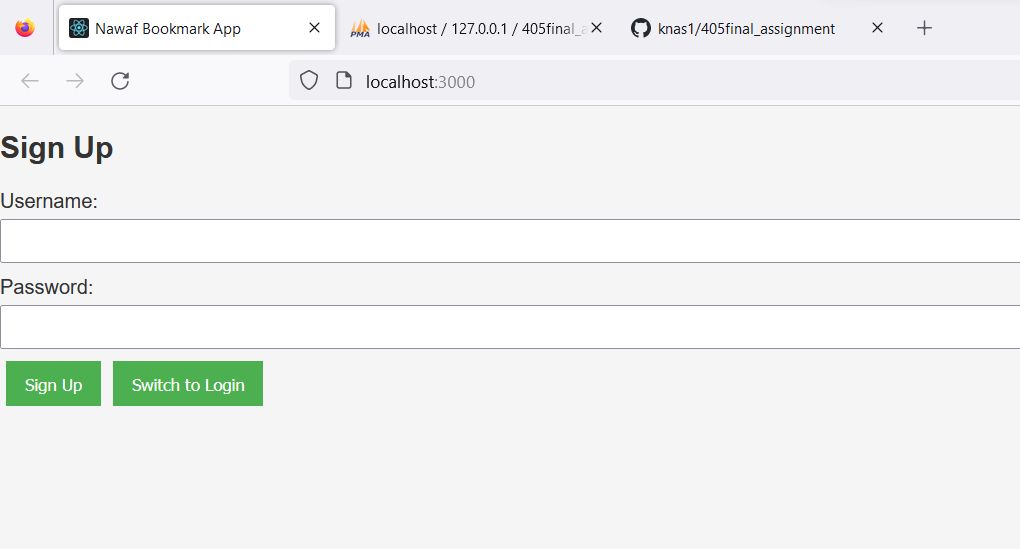 Nawaf Bookmark App
PMA
localhost / 127.0.0.1 / 405final_a
knas1/405final_assignment
localhost:3000
Sign Up
Username:
Password:
Sign Up
Switch to Login